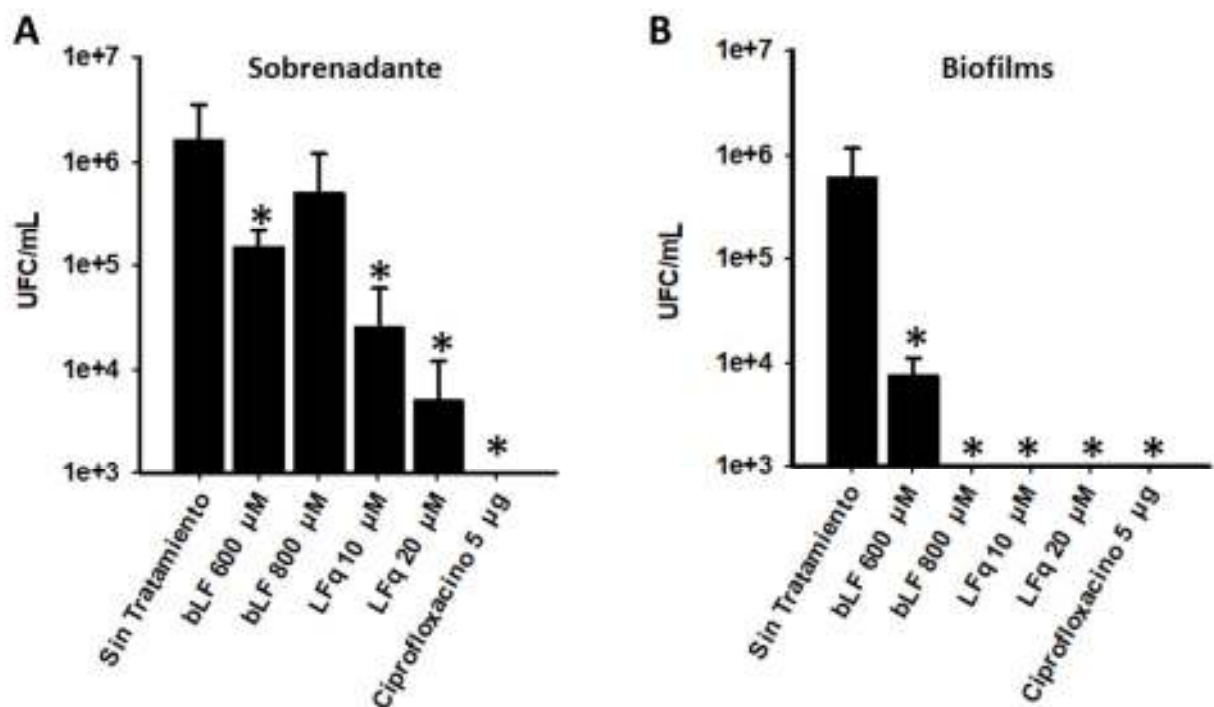 A
Sobrenadante
1e+7
1e+6
1e+5
1e+4
1e+3
UFC/mL
*
*
*
*
Sin Tratamiento
bLF 600 µM
bLF 800 µM
LFq 10 µM
LFq 20 µM
Ciprofloxacino 5 µg
B
Biofilms
1e+7
1e+6
1e+5
1e+4
1e+3
UFC/mL
*
* * * *
Sin Tratamiento
bLF 600 µM
bLF 800 µM
LFq 10 µM
LFq 20 µM
Ciprofloxacino 5 µg